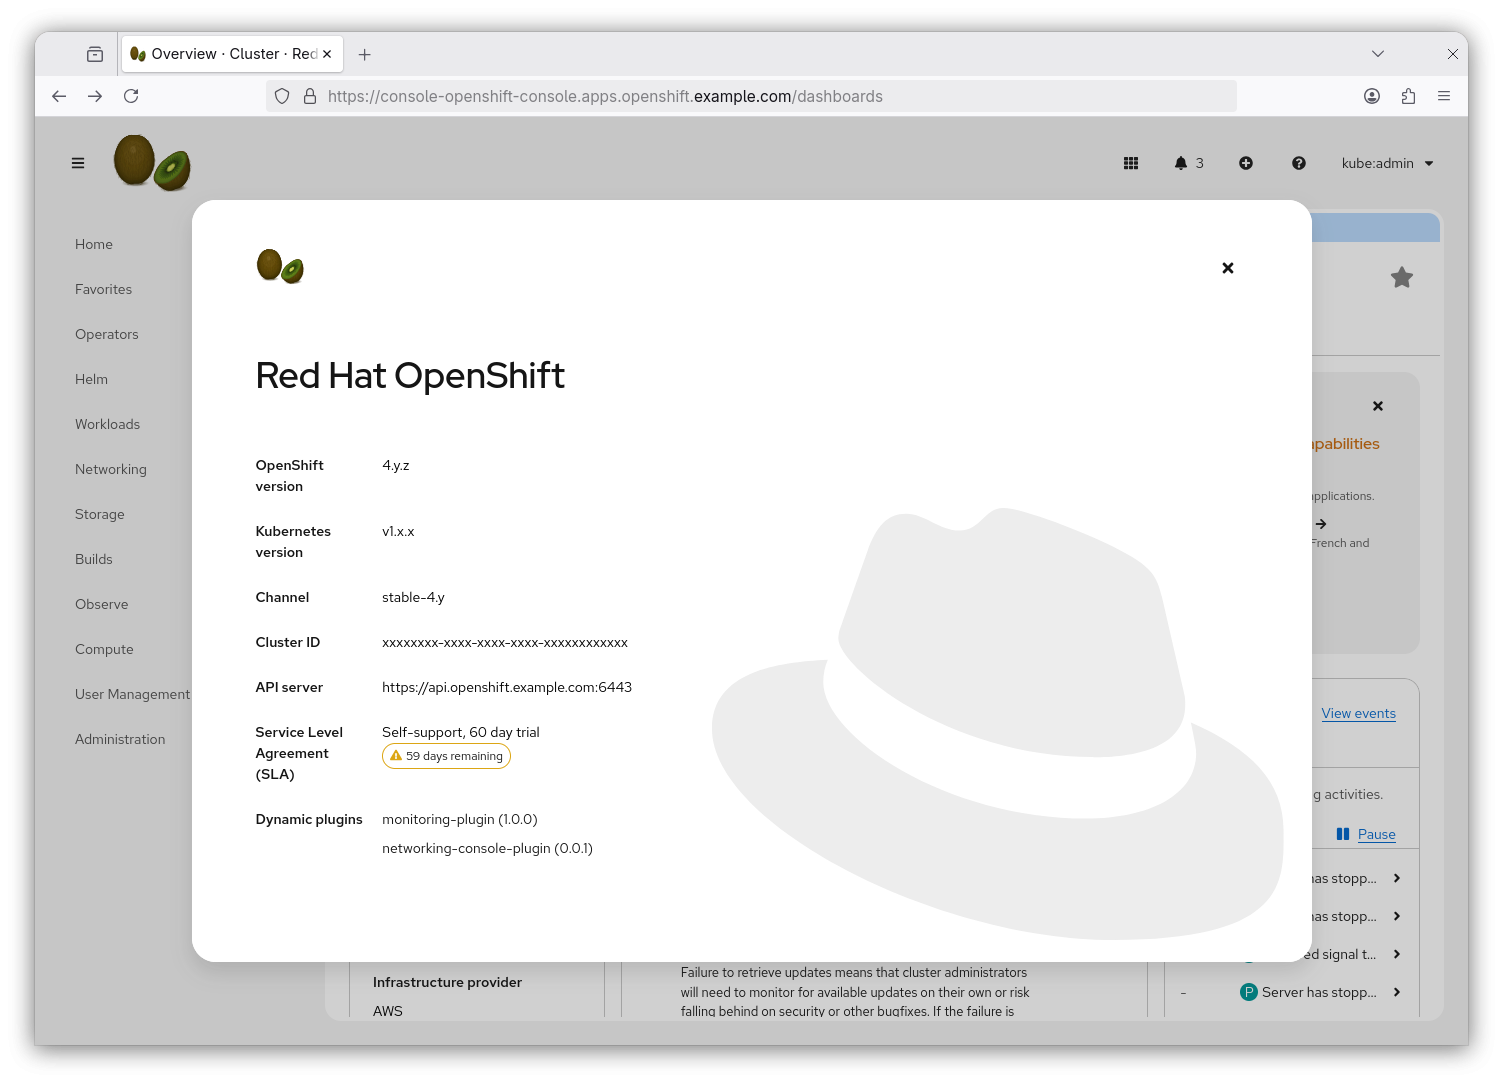 Overview · Cluster · Red
https://console-openshift-console.apps.openshift.example.com/dashboards
3
kube:admin
Home
Favorites
Operators
Helm
Workloads
Networking
Storage
Builds
Observe
Compute
User Management
Administration
Red Hat OpenShift
OpenShift version
4.y.z
Kubernetes version
v1.x.x
Channel
stable-4.y
Cluster ID
xxxxxxxx-xxxx-xxxx-xxxx-xxxxxxxxxxxx
API server
https://api.openshift.example.com:6443
Service Level Agreement (SLA)
Self-support, 60 day trial
59 days remaining
Dynamic plugins
monitoring-plugin (1.0.0)
networking-console-plugin (0.0.1)
pabilities
pplications.
French and
View events
g activities.
Pause
has stopp...
has stopp...
ed signal t...
-
P
Server has stopp...
Infrastructure provider
AWS
Failure to retrieve updates means that cluster administrators
will need to monitor for available updates on their own or risk
falling behind on security or other bugfixes. If the failure is